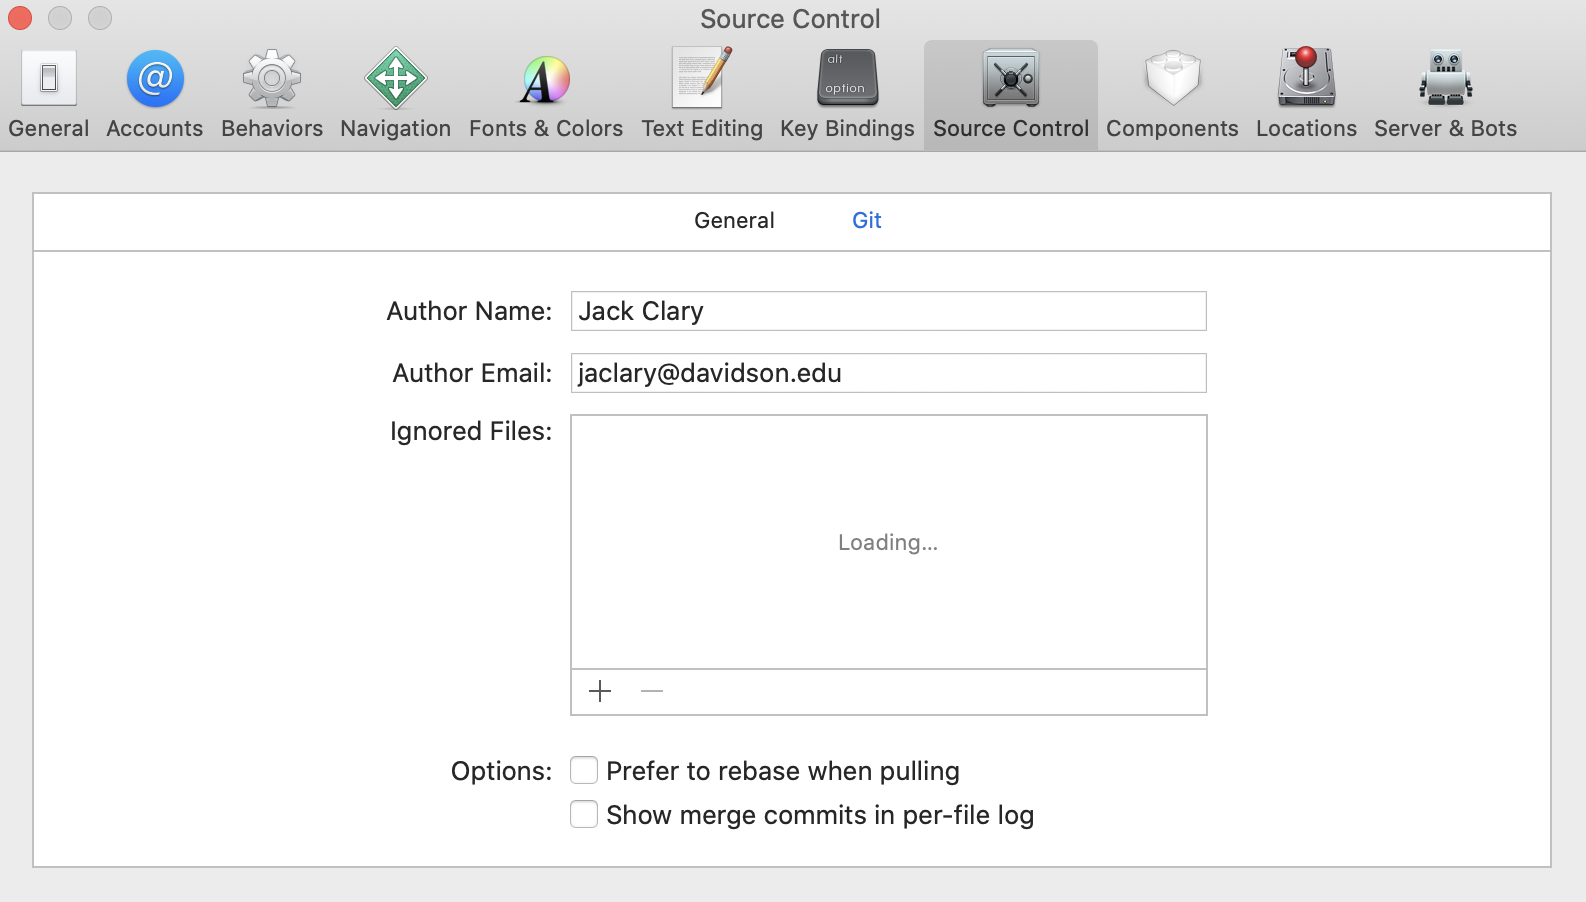 Source Control
General Accounts Behaviors Navigation Fonts & Colors Text Editing Key Bindings Source Control Components Locations Server & Bots
alt
option
General Git
Author Name: Jack Clary
Author Email: jaclary@davidson.edu
Ignored Files:
Loading...
Options: Prefer to rebase when pulling
Show merge commits in per-file log